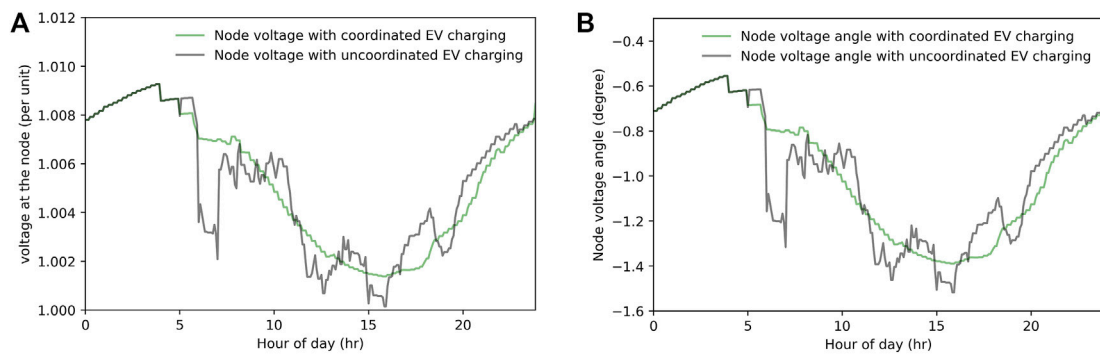 A
1.012
1.010
1.008
1.006
1.004
1.002
1.000
voltage at the node (per unit)
Node voltage with coordinated EV charging
Node voltage with uncoordinated EV charging
0 5 10 15 20
Hour of day (hr)
B
−0.4
−0.6
−0.8
−1.0
−1.2
−1.4
−1.6
Node voltage angle (degree)
Node voltage angle with coordinated EV charging
Node voltage angle with uncoordinated EV charging
0 5 10 15 20
Hour of day (hr)